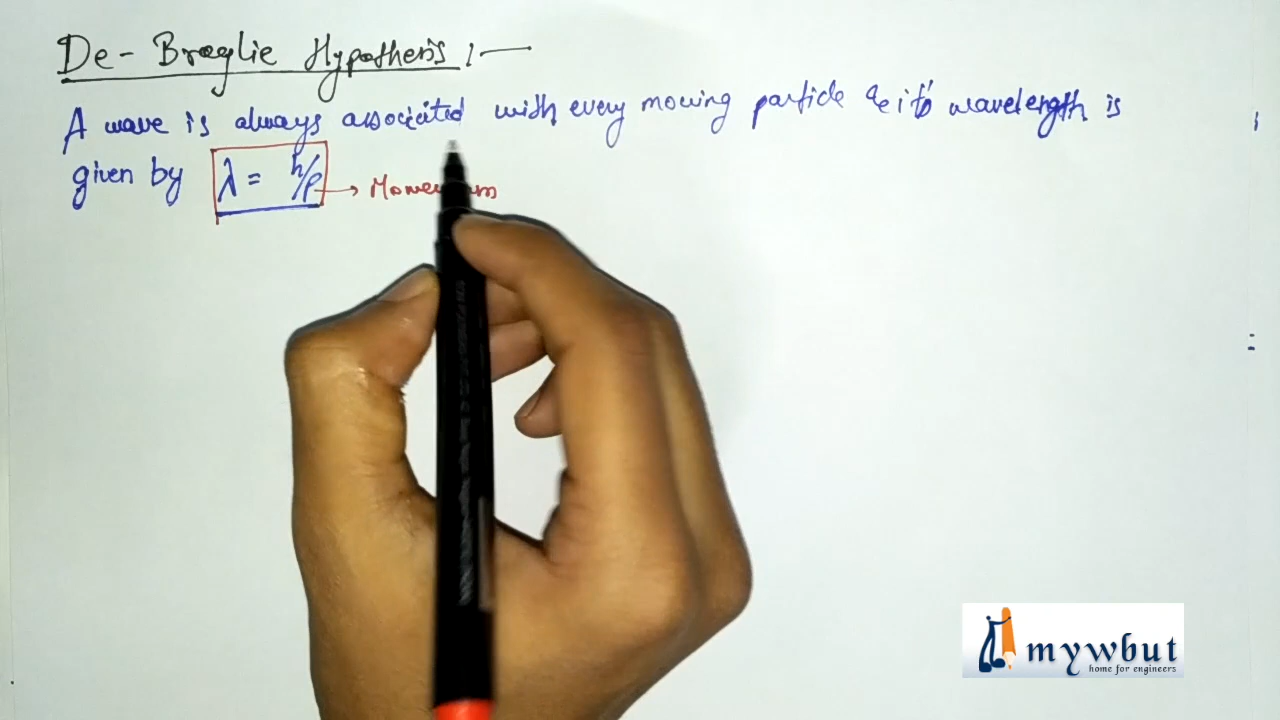 De- Broglie Hypothesis :-
A wave is always associated with every moving particle & its wavelength is
given by λ = h/p → Momentum
mywbut
home for engineers